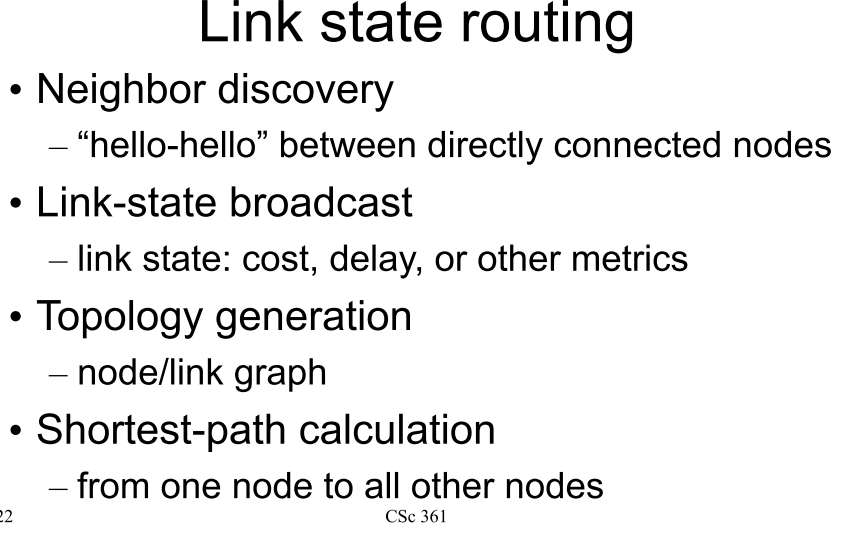 Link state routing
• Neighbor discovery
– “hello-hello” between directly connected nodes
• Link-state broadcast
– link state: cost, delay, or other metrics
• Topology generation
– node/link graph
• Shortest-path calculation
– from one node to all other nodes
22 CSc 361